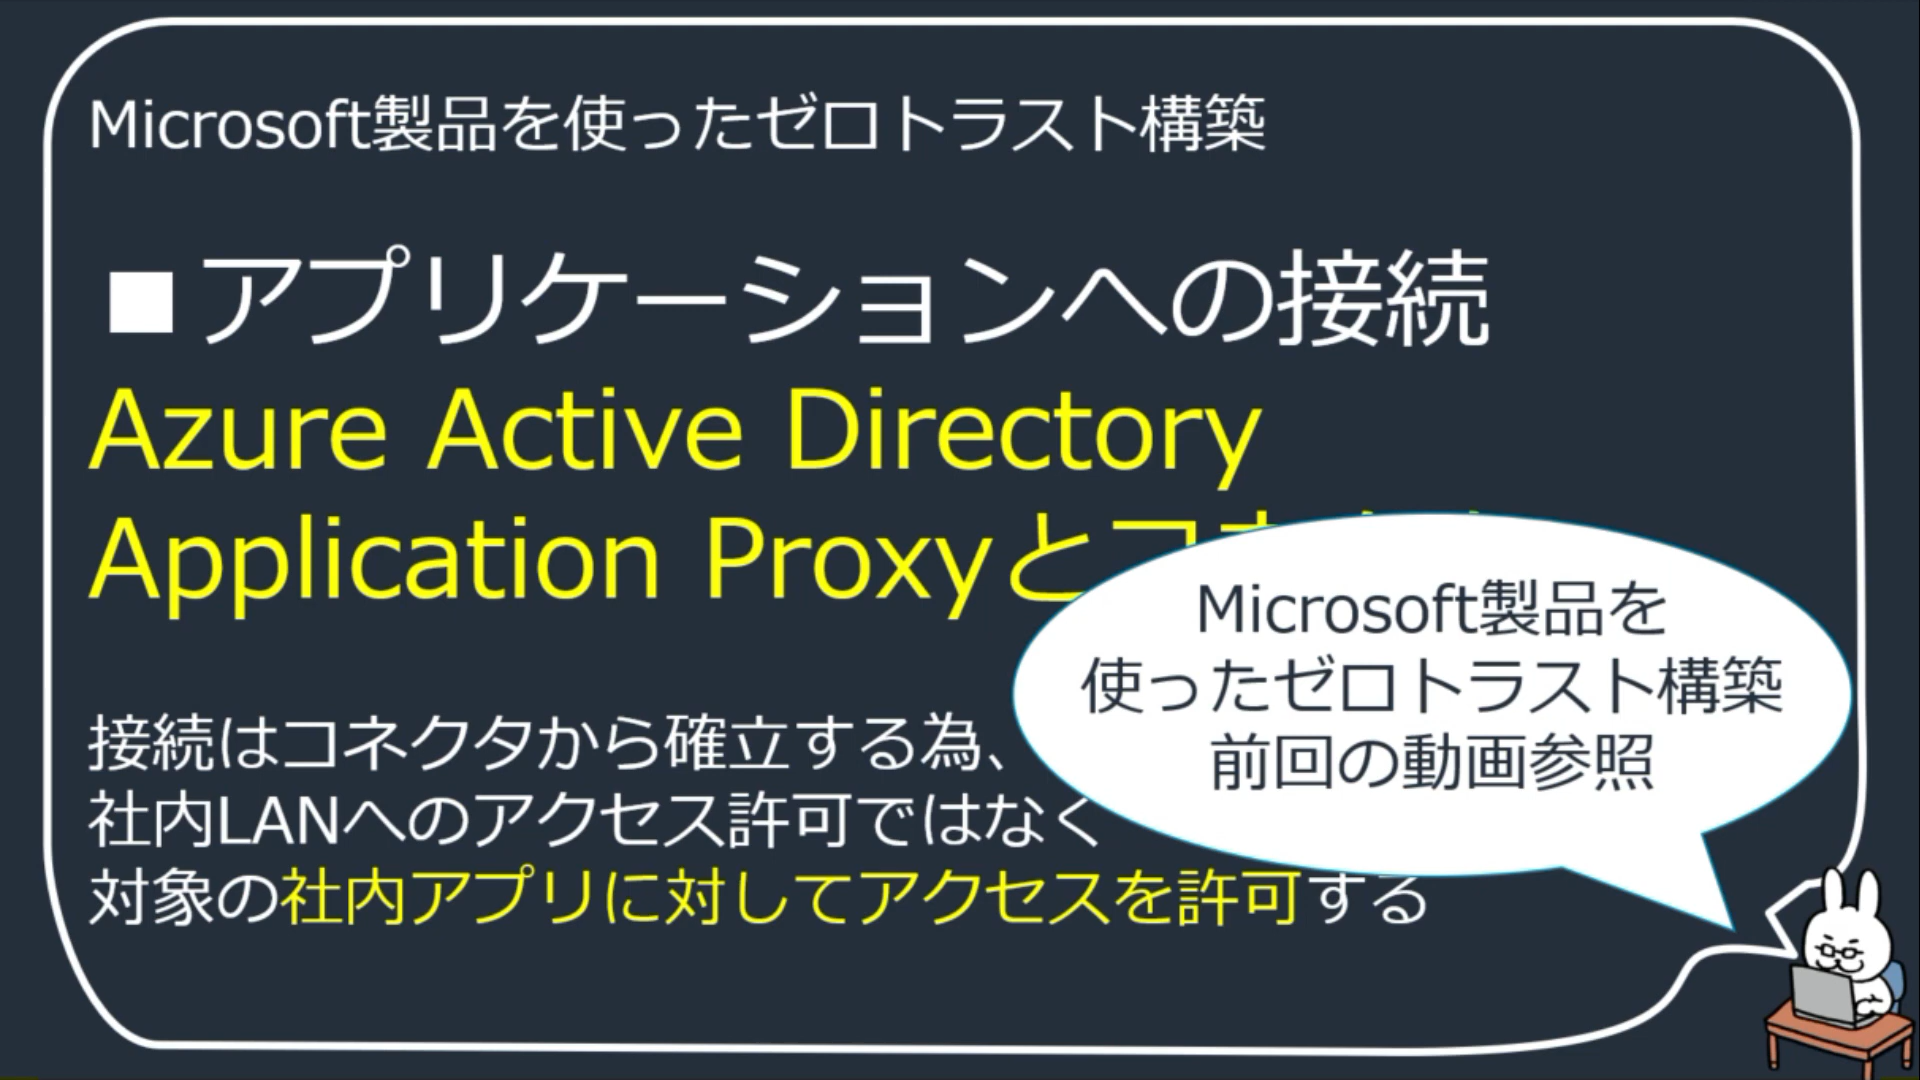 Microsoft製品を使ったゼロトラスト構築
■アプリケーションへの接続
Azure Active Directory
Application Proxyと
接続はコネクタから確立する為、
社内LANへのアクセス許可ではなく
対象の社内アプリに対してアクセスを許可する
Microsoft製品を
使ったゼロトラスト構築
前回の動画参照